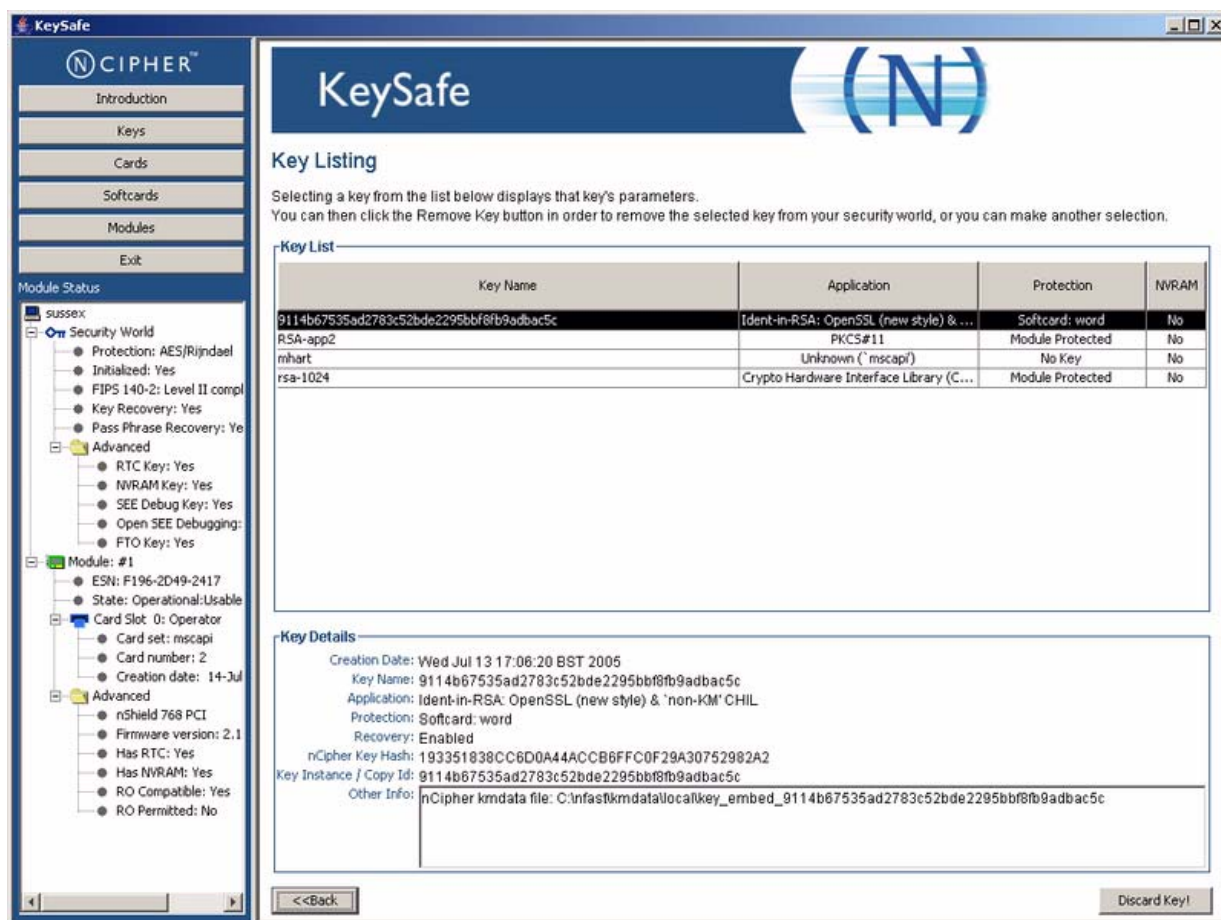 KeySafe
NCIPHER™
Introduction
Keys
Cards
Softcards
Modules
Exit
Module Status
sussex
Security World
Protection: AES/Rijndael
Initialized: Yes
FIPS 140-2: Level II compl
Key Recovery: Yes
Pass Phrase Recovery: Ye
Advanced
RTC Key: Yes
NVRAM Key: Yes
SEE Debug Key: Yes
Open SEE Debugging:
FTO Key: Yes
Module: #1
ESN: F196-2D49-2417
State: Operational:Usable
Card Slot 0: Operator
Card set: mscapi
Card number: 2
Creation date: 14-Jul
Advanced
nShield 768 PCI
Firmware version: 2.1
Has RTC: Yes
Has NVRAM: Yes
RO Compatible: Yes
RO Permitted: No
KeySafe
(N)
Key Listing
Selecting a key from the list below displays that key's parameters.
You can then click the Remove Key button in order to remove the selected key from your security world, or you can make another selection.
Key List
Key Name Application Protection NVRAM
9114b67535ad2783c52bde2295bbf8fb9adbac5c Ident-in-RSA: OpenSSL (new style) & ... Softcard: word No
RSA-app2 PKCS#11 Module Protected No
mhart Unknown (`mscapi') No Key No
rsa-1024 Crypto Hardware Interface Library (C... Module Protected No
Key Details
Creation Date: Wed Jul 13 17:06:20 BST 2005
Key Name: 9114b67535ad2783c52bde2295bbf8fb9adbac5c
Application: Ident-in-RSA: OpenSSL (new style) & `non-KM' CHIL
Protection: Softcard: word
Recovery: Enabled
nCipher Key Hash: 193351838CC6D0A44ACCB6FFC0F29A30752982A2
Key Instance / Copy Id: 9114b67535ad2783c52bde2295bbf8fb9adbac5c
Other Info: nCipher kmdata file: C:\nfast\kmdata\local\key_embed_9114b67535ad2783c52bde2295bbf8fb9adbac5c
<<Back
Discard Key!